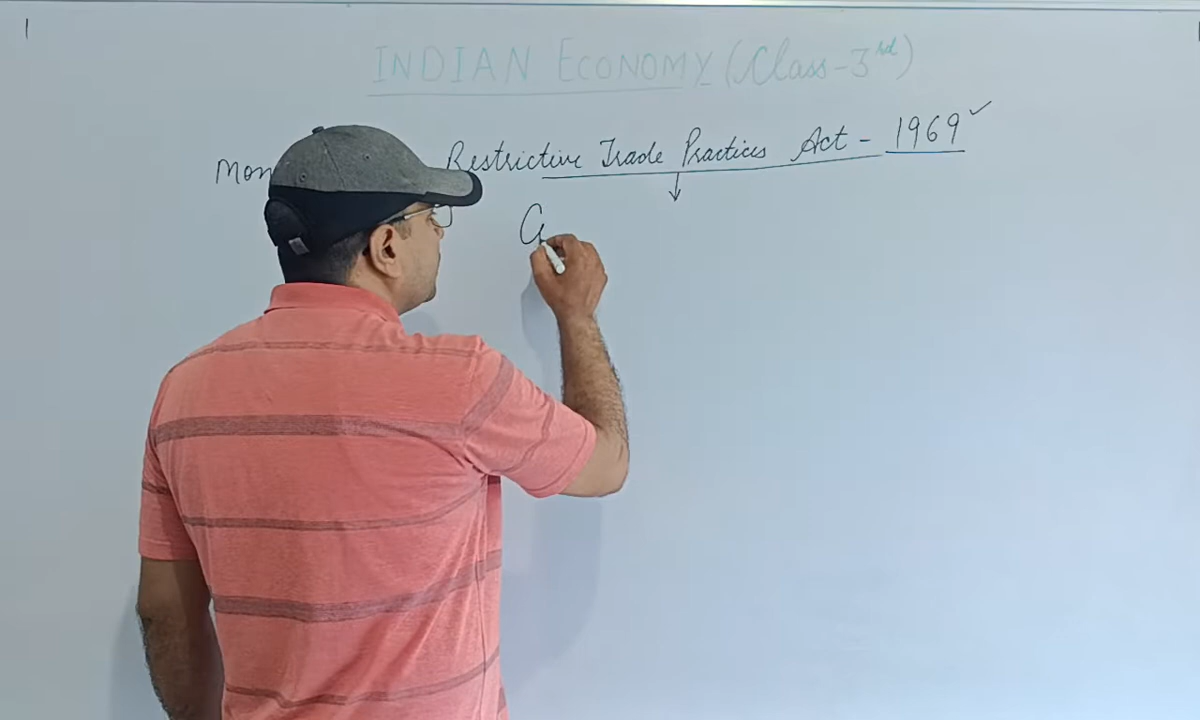 INDIAN ECONOMY (Class-3rd)
Mon Restrictive Trade Practices Act - 1969
G